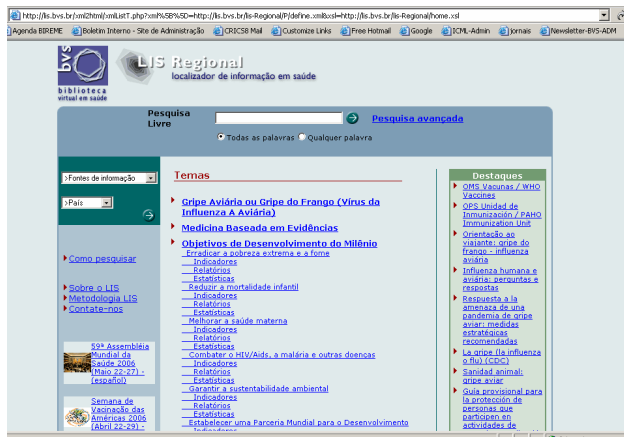 http://lis.bvs.br/xml2html/xmlListT.php?xml%5B%5D=http://lis.bvs.br/lis-Regional/P/define.xml&xsl=http://lis.bvs.br/lis-Regional/home.xsl
Agenda BIREME Boletim Interno - Site de Administração CRICS8 Mail Customize Links Free Hotmail Google ICML-Admin jornais Newsletter-BVS-ADM
bvs
biblioteca
virtual em saúde
LIS Regional
localizador de informação em saúde
Pesquisa
Livre
Pesquisa avançada
Todas as palavras Qualquer palavra
>Fontes de informação
>País
Como pesquisar
Sobre o LIS
Metodologia LIS
Contate-nos
59ª Assembléia
Mundial da
Saúde 2006
(Maio 22-27) -
(español)
Semana de
Vacinação das
Américas 2006
(Abril 22-29) -
Temas
Gripe Aviária ou Gripe do Frango (Vírus da
Influenza A Aviária)
Medicina Baseada em Evidências
Objetivos de Desenvolvimento do Milênio
Erradicar a pobreza extrema e a fome
Indicadores
Relatórios
Estatísticas
Reduzir a mortalidade infantil
Indicadores
Relatórios
Estatísticas
Melhorar a saúde materna
Indicadores
Relatórios
Estatísticas
Combater o HIV/Aids, a malária e outras doenças
Indicadores
Relatórios
Estatísticas
Garantir a sustentabilidade ambiental
Indicadores
Relatórios
Estatísticas
Estabelecer uma Parceria Mundial para o Desenvolvimento
Indicadores
Destaques
OMS Vacunas / WHO
Vaccines
OPS Unidad de
Inmunización / PAHO
Immunization Unit
Orientação ao
viajante: gripe do
frango - influenza
aviária
Influenza humana e
aviária: perguntas e
respostas
Respuesta a la
amenaza de una
pandemia de gripe
aviar: medidas
estratégicas
recomendadas
La gripe (la influenza
o flu) (CDC)
Sanidad animal:
gripe aviar
Guía provisional para
la protección de
personas que
participen en
actividades de